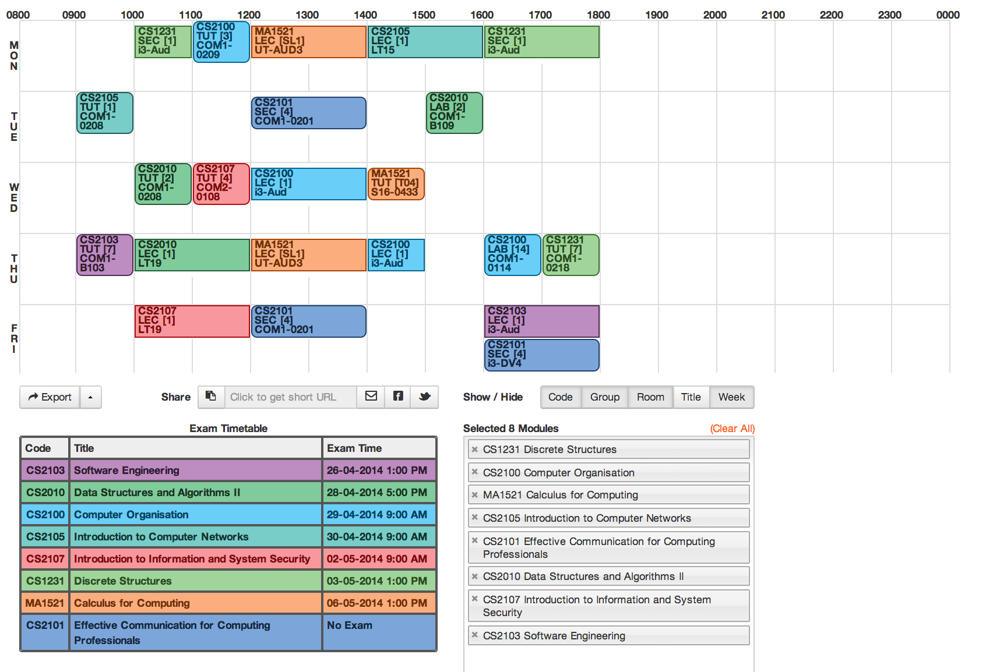 0800 0900 1000 1100 1200 1300 1400 1500 1600 1700 1800 1900 2000 2100 2200 2300 0000
MON
CS1231
SEC [1]
i3-Aud
CS2100
TUT [3]
COM1-
0209
MA1521
LEC [SL1]
UT-AUD3
CS2105
LEC [1]
LT15
CS1231
SEC [1]
i3-Aud
TUE
CS2105
TUT [1]
COM1-
0208
CS2101
SEC [4]
COM1-0201
CS2010
LAB [2]
COM1-
B109
WED
CS2010
TUT [2]
COM1-
0208
CS2107
TUT [4]
COM2-
0108
CS2100
LEC [1]
i3-Aud
MA1521
TUT [T04]
S16-0433
THU
CS2103
TUT [7]
COM1-
B103
CS2010
LEC [1]
LT19
MA1521
LEC [SL1]
UT-AUD3
CS2100
LEC [1]
i3-Aud
CS2100
LAB [14]
COM1-
0114
CS1231
TUT [7]
COM1-
0218
FRI
CS2107
LEC [1]
LT19
CS2101
SEC [4]
COM1-0201
CS2103
LEC [1]
i3-Aud
CS2101
SEC [4]
i3-DV4
Export
Share Click to get short URL
Show / Hide Code Group Room Title Week
Exam Timetable
Code Title Exam Time
CS2103 Software Engineering 26-04-2014 1:00 PM
CS2010 Data Structures and Algorithms II 28-04-2014 5:00 PM
CS2100 Computer Organisation 29-04-2014 9:00 AM
CS2105 Introduction to Computer Networks 30-04-2014 9:00 AM
CS2107 Introduction to Information and System Security 02-05-2014 9:00 AM
CS1231 Discrete Structures 03-05-2014 1:00 PM
MA1521 Calculus for Computing 06-05-2014 1:00 PM
CS2101 Effective Communication for Computing No Exam
Professionals
Selected 8 Modules (Clear All)
CS1231 Discrete Structures
CS2100 Computer Organisation
MA1521 Calculus for Computing
CS2105 Introduction to Computer Networks
CS2101 Effective Communication for Computing
Professionals
CS2010 Data Structures and Algorithms II
CS2107 Introduction to Information and System
Security
CS2103 Software Engineering